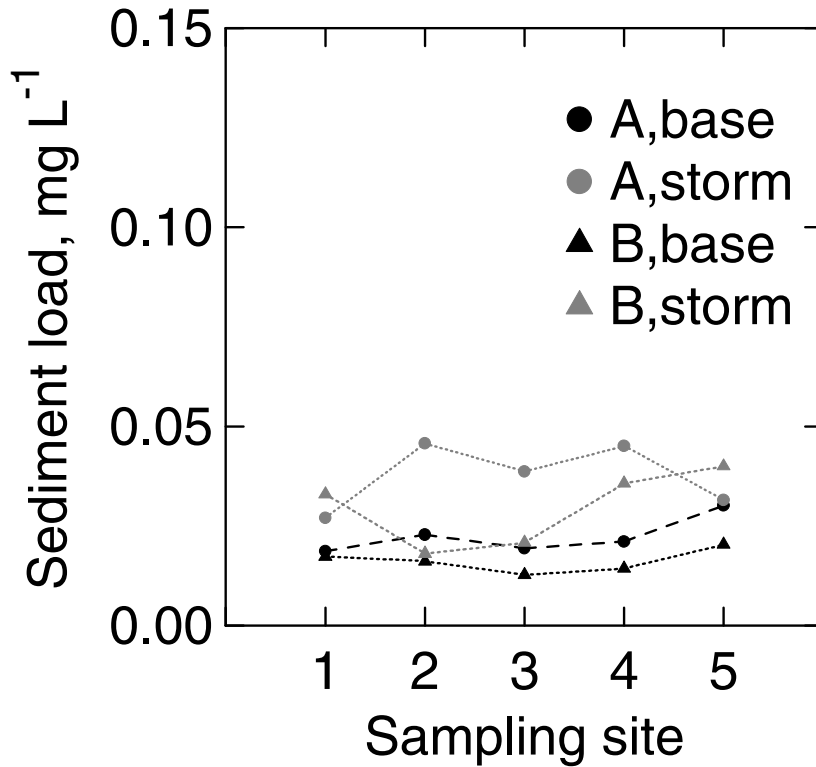 Sediment load, mg L⁻¹
0.15
0.10
0.05
0.00
A,base
A,storm
B,base
B,storm
1 2 3 4 5
Sampling site